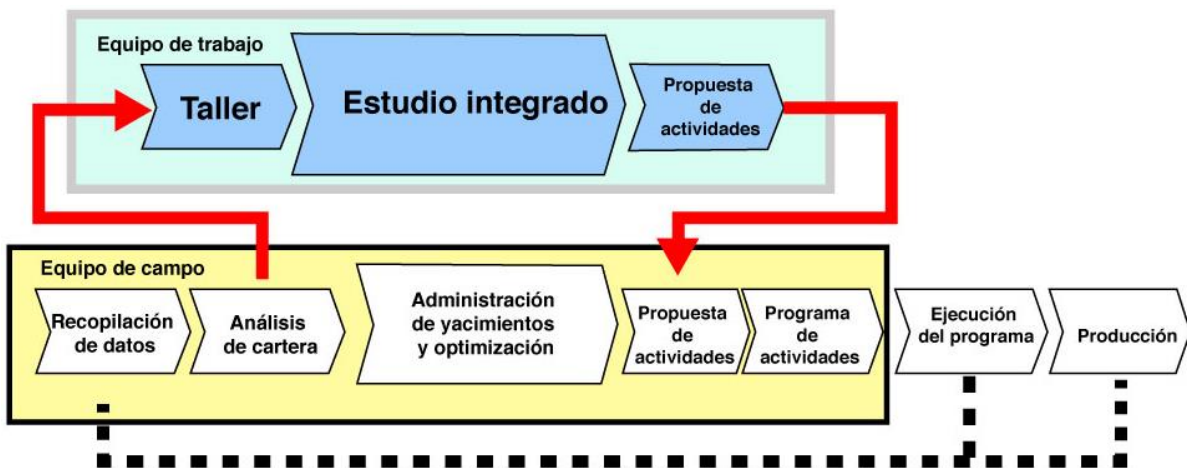 Equipo de trabajo
Taller
Estudio integrado
Propuesta
de
actividades
Equipo de campo
Recopilación
de datos
Análisis
de cartera
Administración
de yacimientos
y optimización
Propuesta
de
actividades
Programa
de
actividades
Ejecución
del programa
Producción